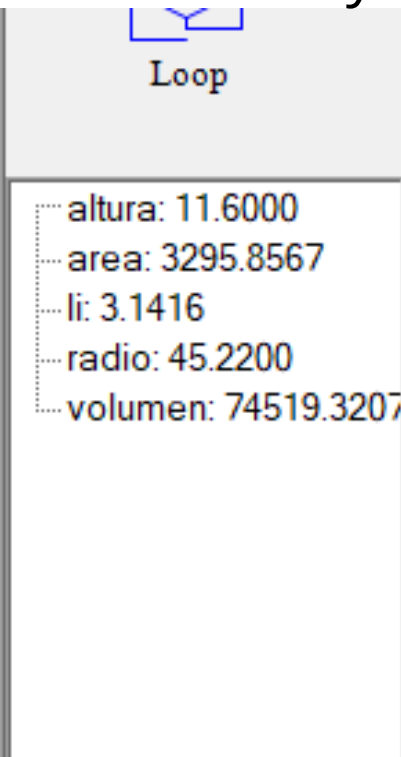 Loop
altura: 11.6000
area: 3295.8567
li: 3.1416
radio: 45.2200
volumen: 74519.3207